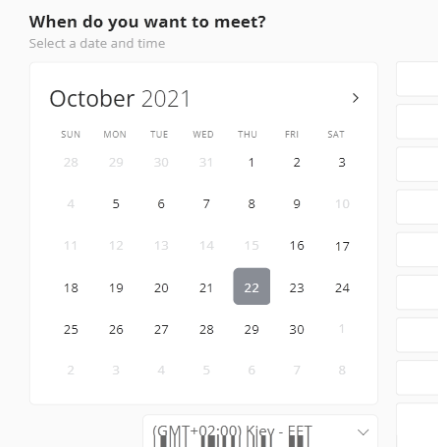 When do you want to meet?
Select a date and time
October 2021
SUN MON TUE WED THU FRI SAT
28 29 30 31 1 2 3
4 5 6 7 8 9 10
11 12 13 14 15 16 17
18 19 20 21 22 23 24
25 26 27 28 29 30 1
2 3 4 5 6 7 8
(GMT+02:00) Kiev - EET